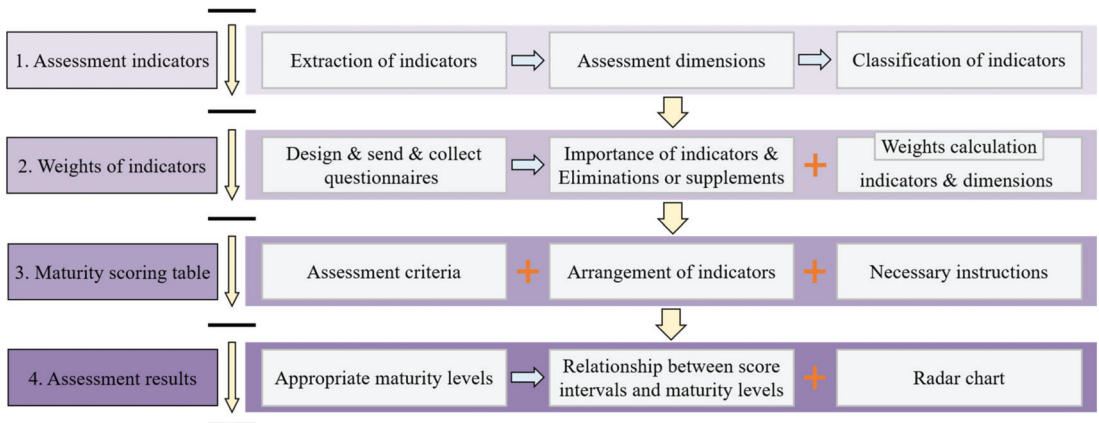 1. Assessment indicators
Extraction of indicators
Assessment dimensions
Classification of indicators
2. Weights of indicators
Design & send & collect
questionnaires
Importance of indicators &
Eliminations or supplements
+
Weights calculation
indicators & dimensions
3. Maturity scoring table
Assessment criteria
+
Arrangement of indicators
+
Necessary instructions
4. Assessment results
Appropriate maturity levels
Relationship between score
intervals and maturity levels
+
Radar chart